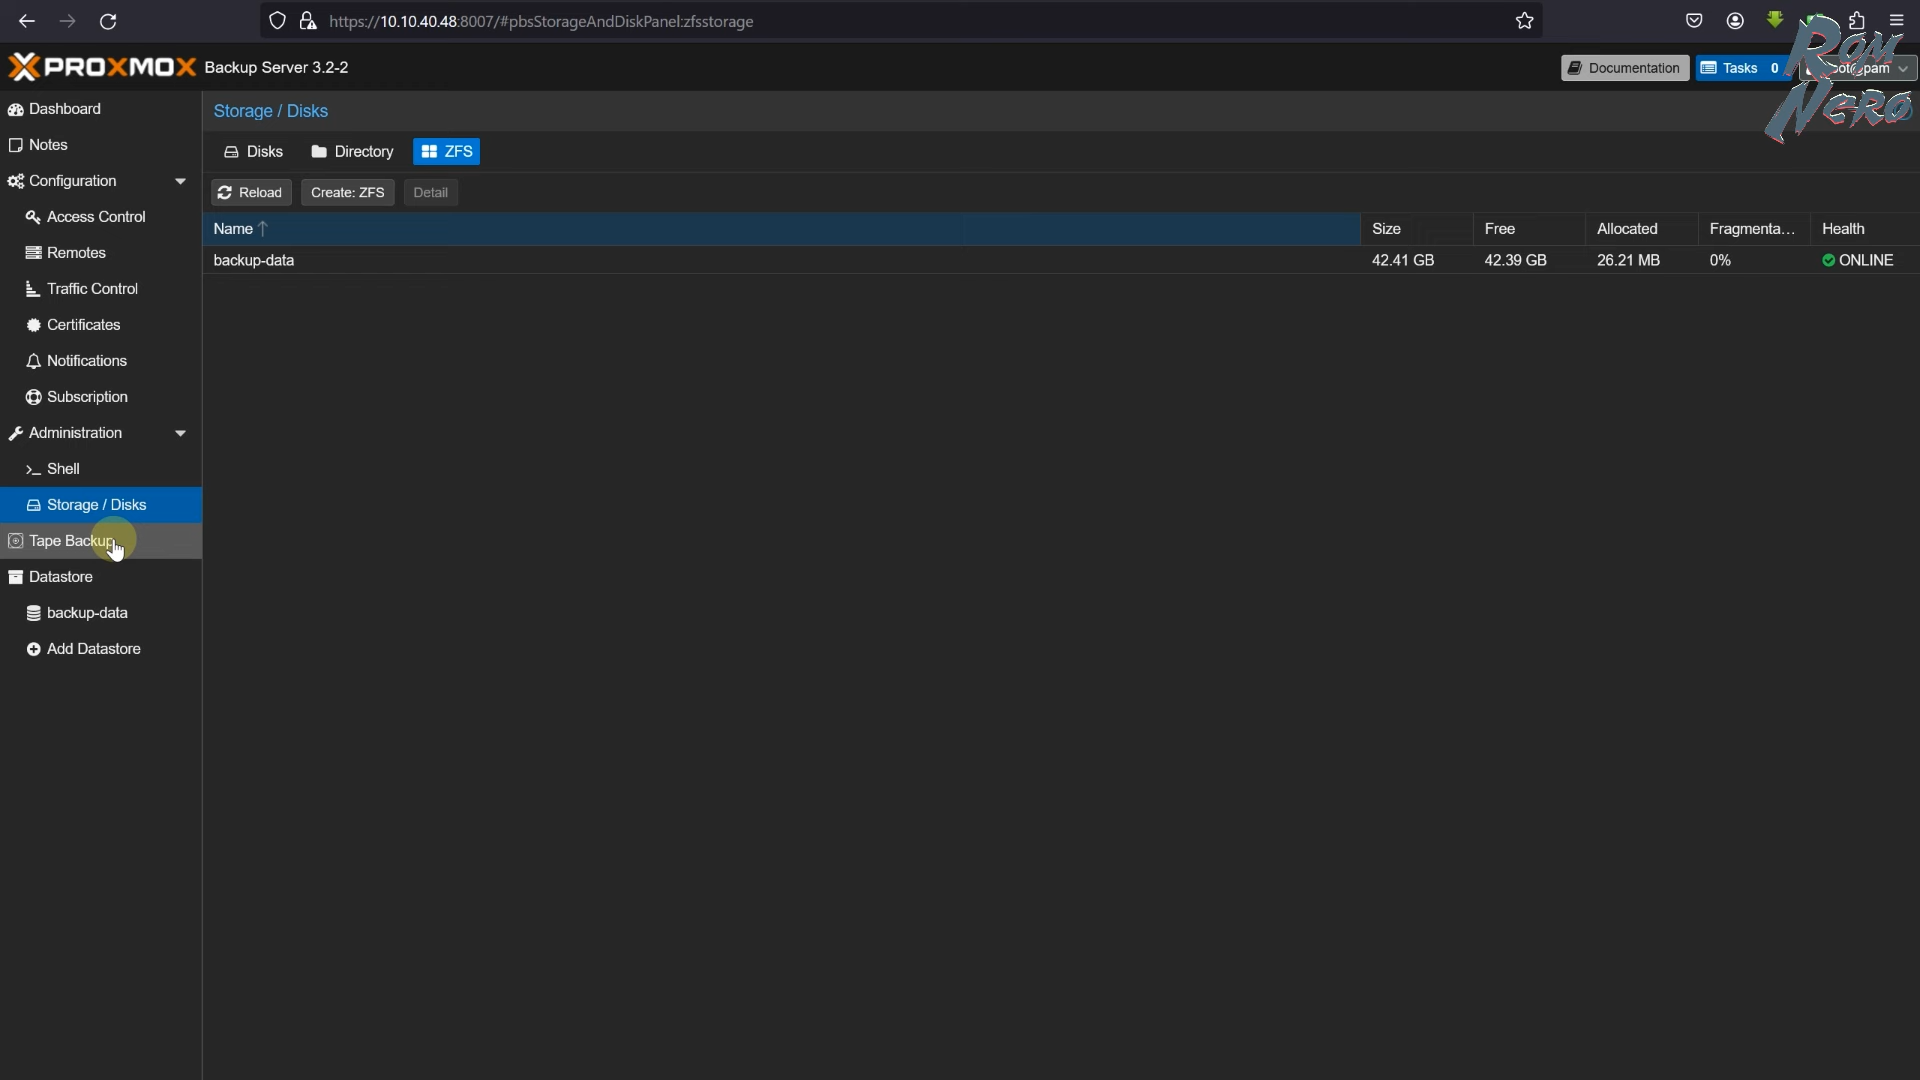 https://10.10.40.48:8007/#pbsStorageAndDiskPanel:zfsstorage
PROXMOX Backup Server 3.2-2
Documentation
Tasks 0
Rom
Nero
Dashboard
Notes
Configuration
Access Control
Remotes
Traffic Control
Certificates
Notifications
Subscription
Administration
Shell
Storage / Disks
Tape Backup
Datastore
backup-data
Add Datastore
Storage / Disks
Disks Directory ZFS
Reload Create: ZFS Detail
Name Size Free Allocated Fragmenta... Health
backup-data 42.41 GB 42.39 GB 26.21 MB 0% ONLINE